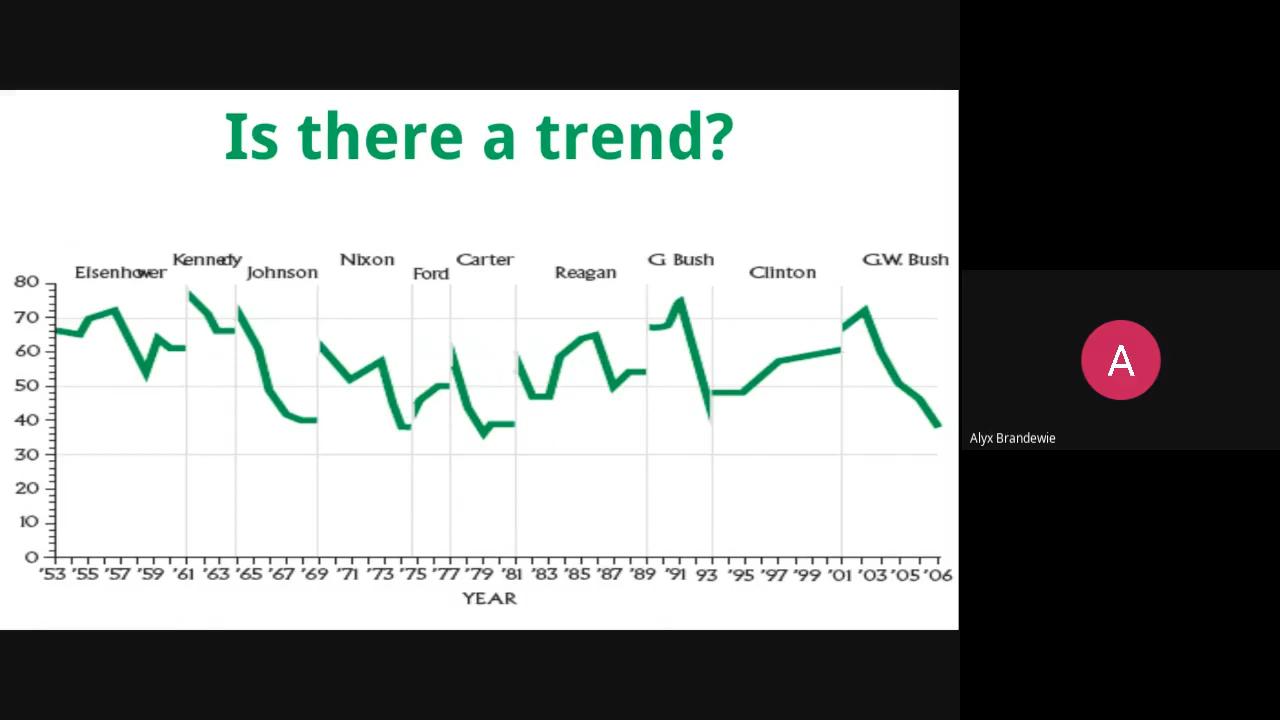 Is there a trend?
Kennedy Nixon Carter G. Bush G.W. Bush
Eisenhower Johnson Ford Reagan Clinton
80
70
60
50
40
30
20
10
0
'53 '55 '57 '59 '61 '63 '65 '67 '69 '71 '73 '75 '77 '79 '81 '83 '85 '87 '89 '91 93 '95 '97 '99 '01 '03 '05 '06
YEAR
A
Alyx Brandewie